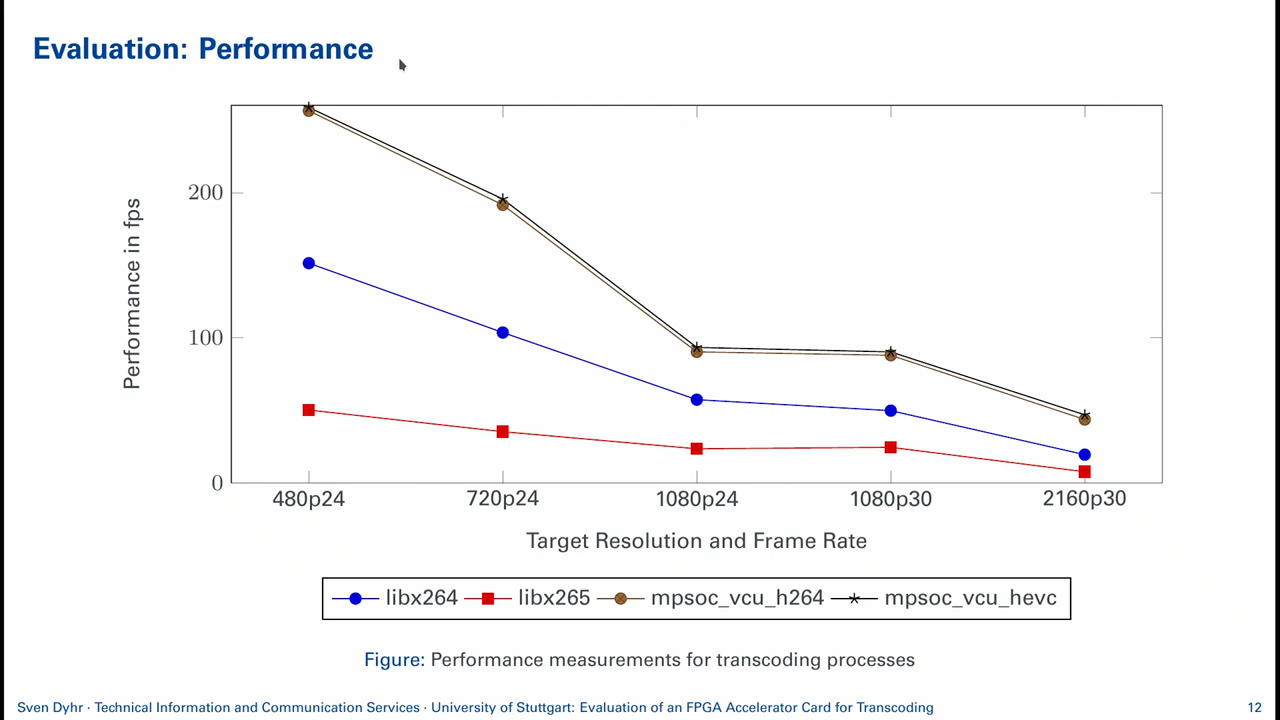 Evaluation: Performance
Performance in fps
200
100
0
480p24 720p24 1080p24 1080p30 2160p30
Target Resolution and Frame Rate
libx264 libx265 mpsoc_vcu_h264 mpsoc_vcu_hevc
Figure: Performance measurements for transcoding processes
Sven Dyhr · Technical Information and Communication Services · University of Stuttgart: Evaluation of an FPGA Accelerator Card for Transcoding 12